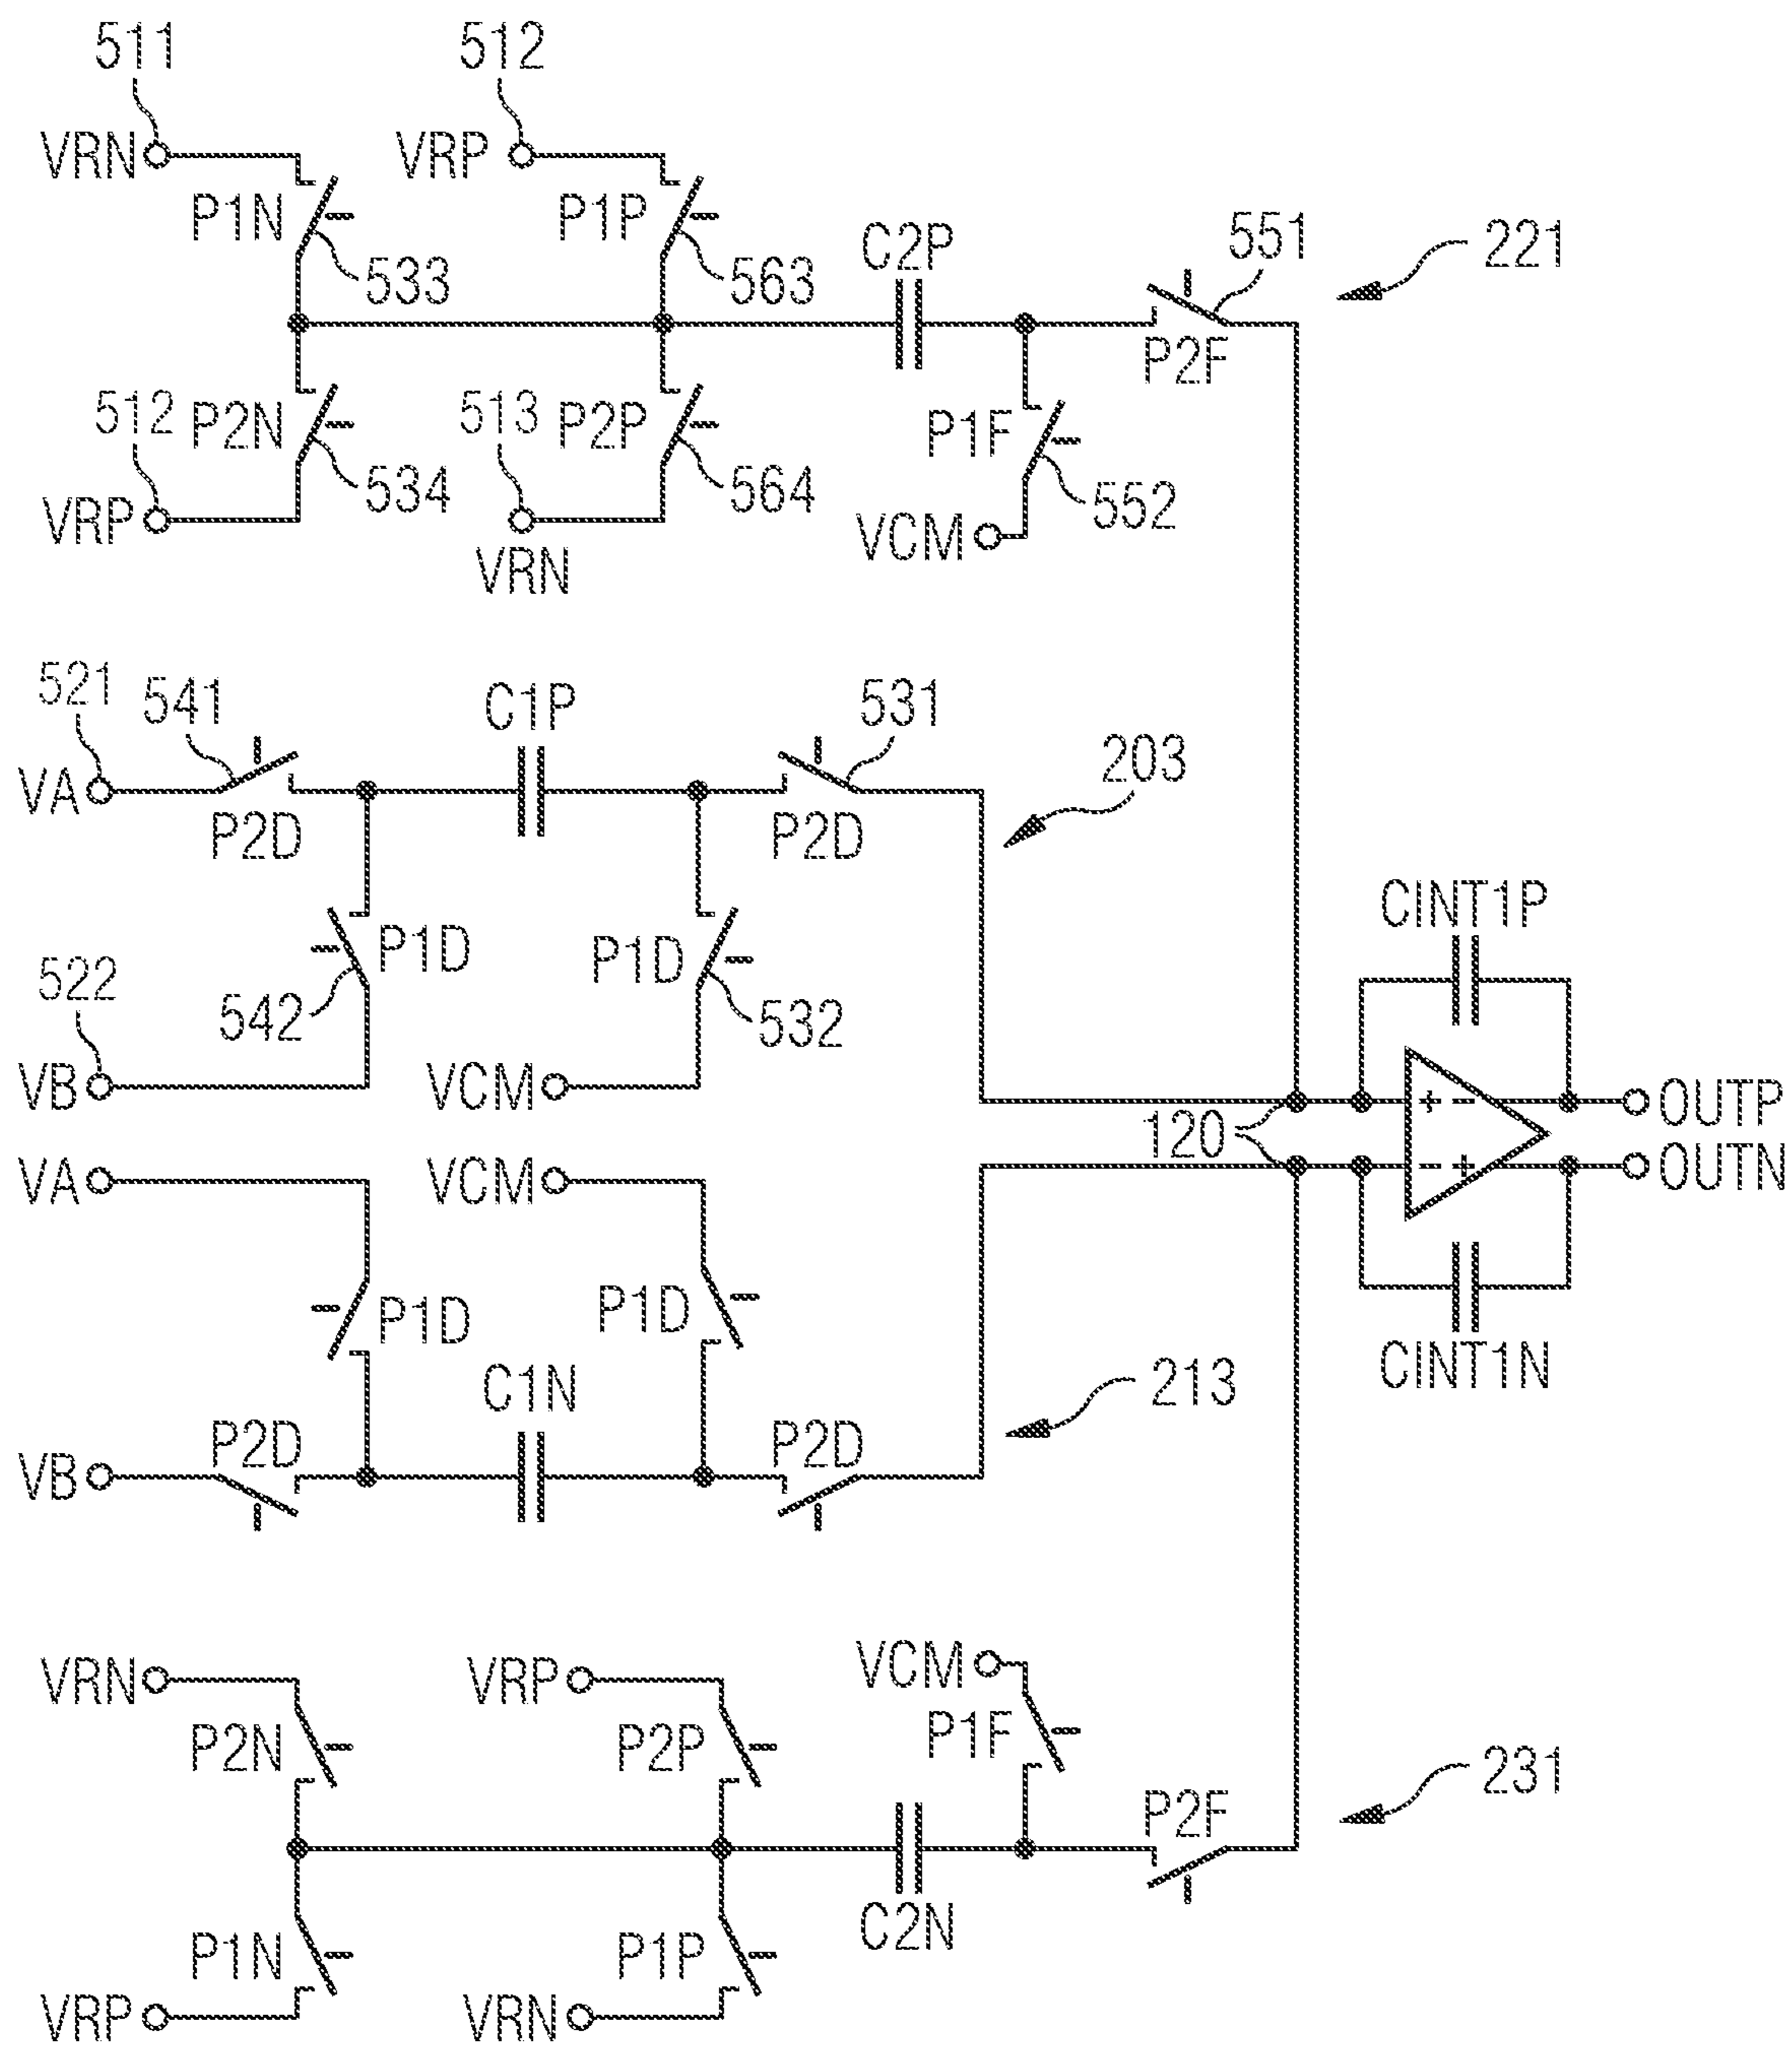 511
512
VRN
VRP
P1N
P1P
533
563
C2P
551
221
P2F
512
P2N
513
P2P
P1F
534
564
552
VRP
VRN
VCM
521
541
C1P
531
203
VA
P2D
P2D
522
542
P1D
P1D
532
CINT1P
VB
VCM
+ -
OUTP
120
VA
VCM
- +
OUTN
P1D
P1D
CINT1N
C1N
213
P2D
P2D
VB
VRN
VRP
VCM
P2N
P2P
P1F
231
P2F
C2N
P1N
P1P
VRP
VRN